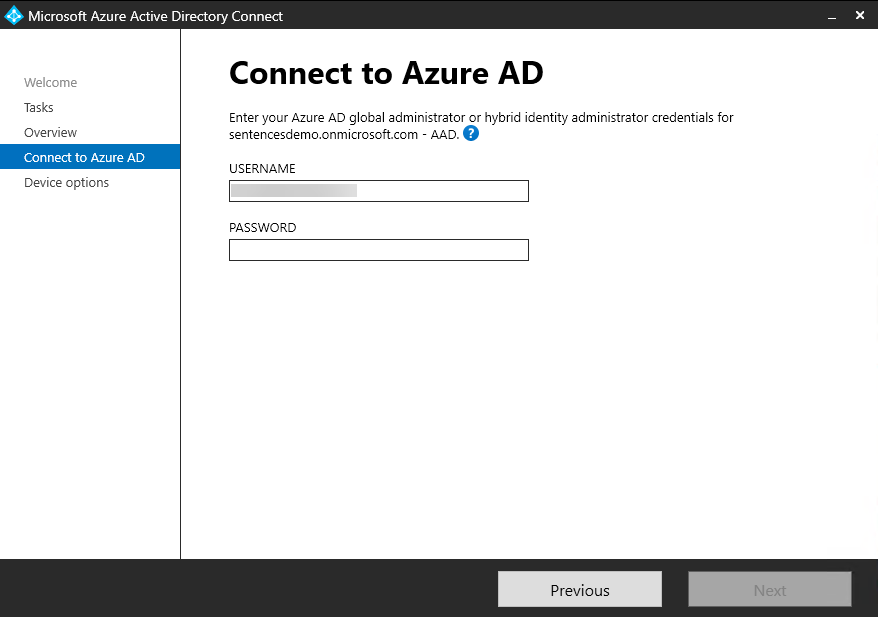 Microsoft Azure Active Directory Connect
Welcome
Tasks
Overview
Connect to Azure AD
Device options
Connect to Azure AD
Enter your Azure AD global administrator or hybrid identity administrator credentials for
sentencesdemo.onmicrosoft.com - AAD. ?
USERNAME
PASSWORD
Previous
Next